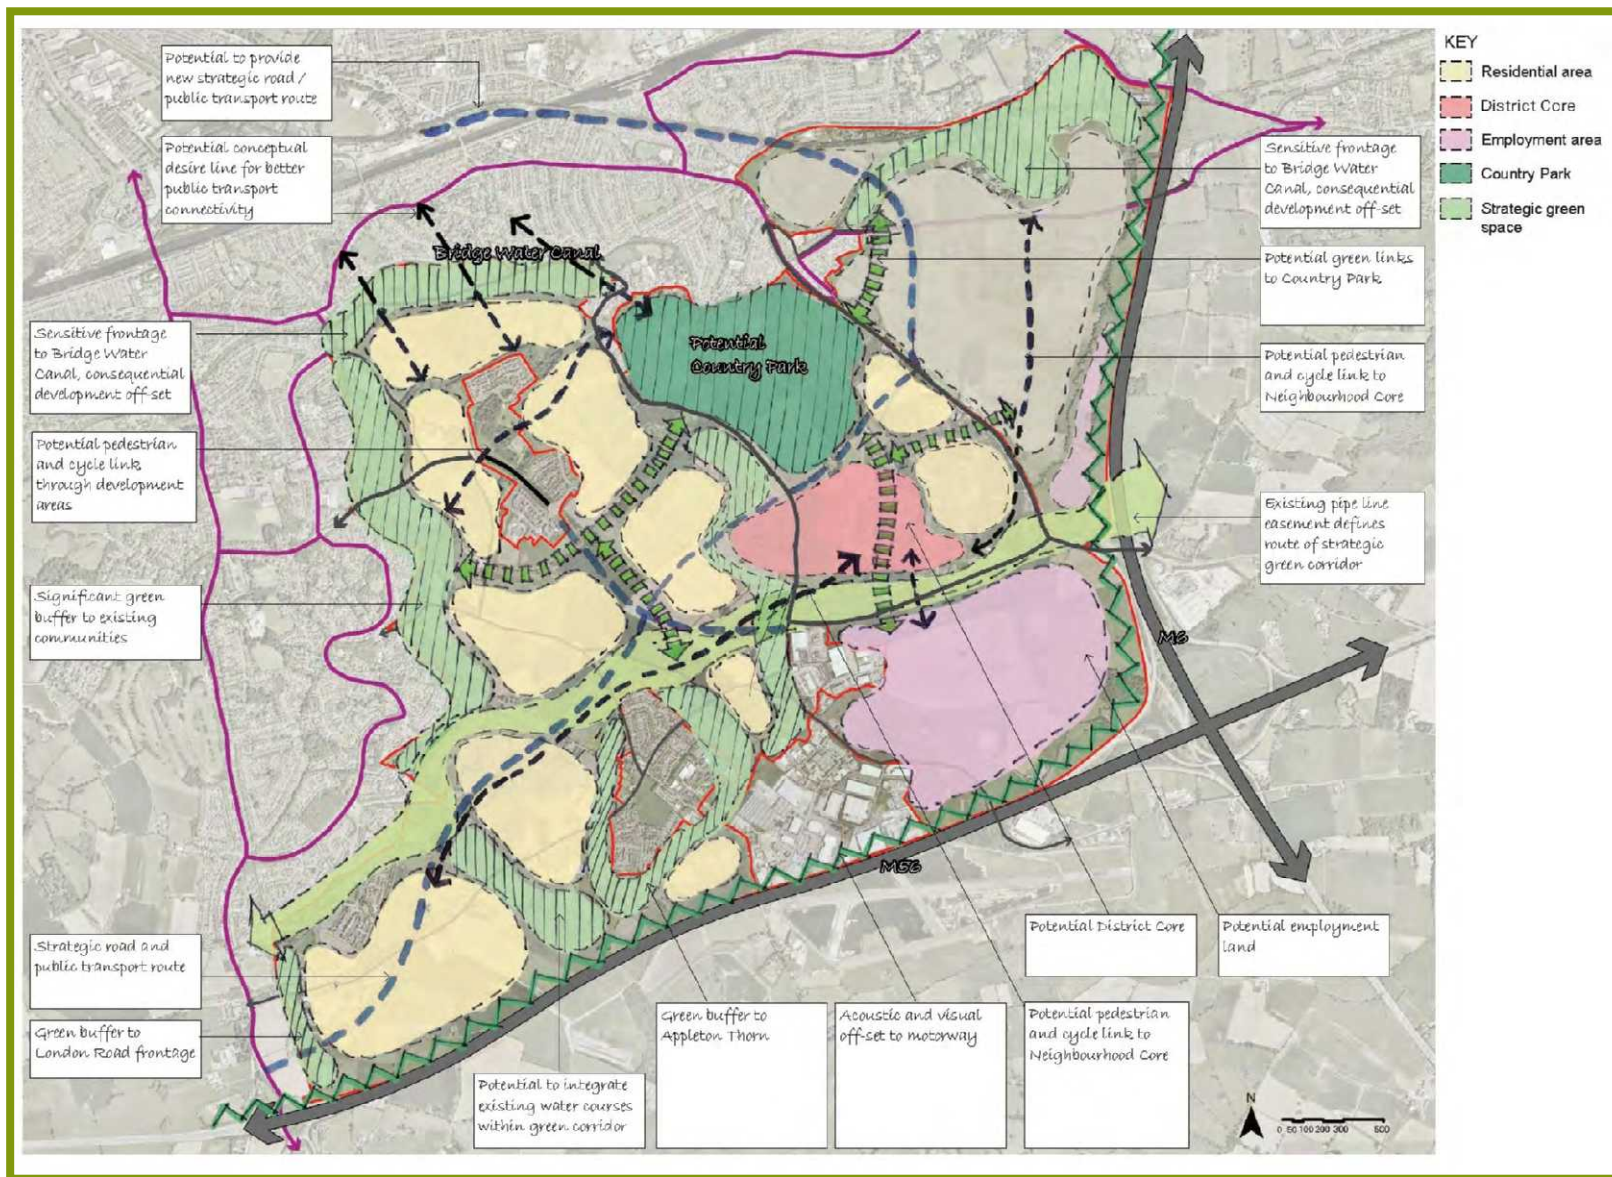 Potential to provide
new strategic road /
public transport route
Potential conceptual
desire line for better
public transport
connectivity
Sensitive frontage
to Bridge Water
Canal, consequential
development off-set
Potential pedestrian
and cycle link
through development
areas
Significant green
buffer to existing
communities
Strategic road and
public transport route
Green buffer to
London Road frontage
Bridge Water Canal
Potential
Country Park
M6
M56
Potential to integrate
existing water courses
within green corridor
Green buffer to
Appleton Thorn
Acoustic and visual
off-set to motorway
Potential pedestrian
and cycle link to
Neighbourhood Core
Potential District Core
Potential employment
land
Sensitive frontage
to Bridge Water
Canal, consequential
development off-set
Potential green links
to Country Park
Potential pedestrian
and cycle link to
Neighbourhood Core
Existing pipe line
easement defines
route of strategic
green corridor
N
0 50 100 200 300 500
KEY
Residential area
District Core
Employment area
Country Park
Strategic green
space